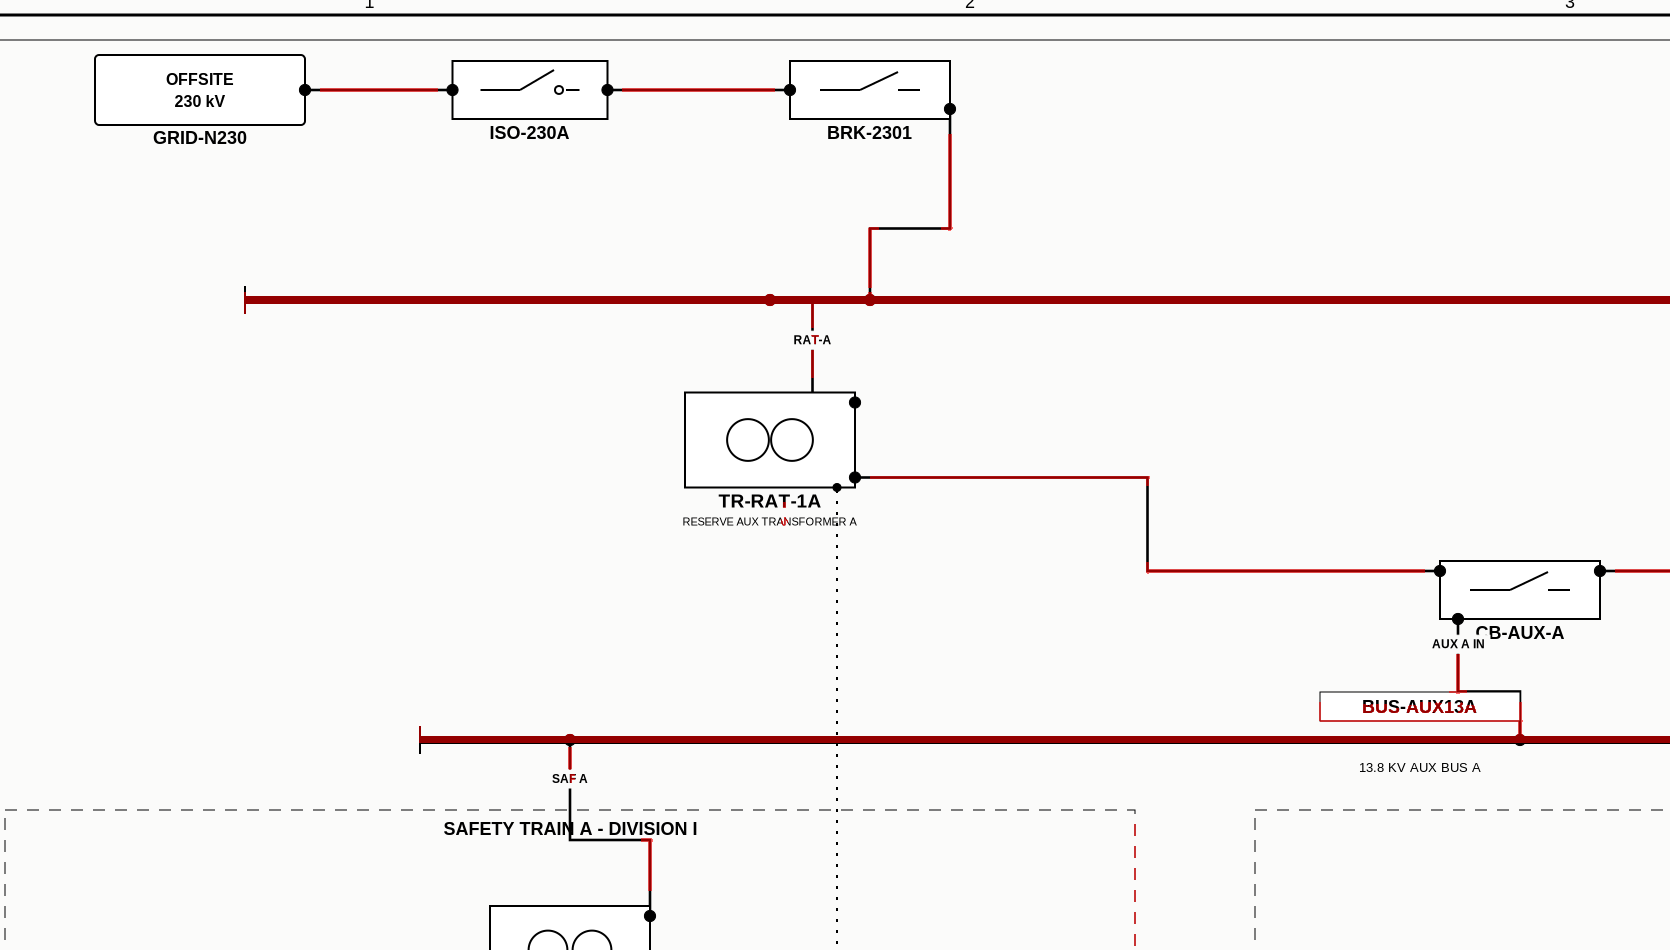 1
2
3
OFFSITE
230 kV
GRID-N230
ISO-230A
BRK-2301
RAT-A
TR-RAT-1A
RESERVE AUX TRANSFORMER A
CB-AUX-A
AUX A IN
BUS-AUX13A
13.8 KV AUX BUS A
SAF A
SAFETY TRAIN A - DIVISION I